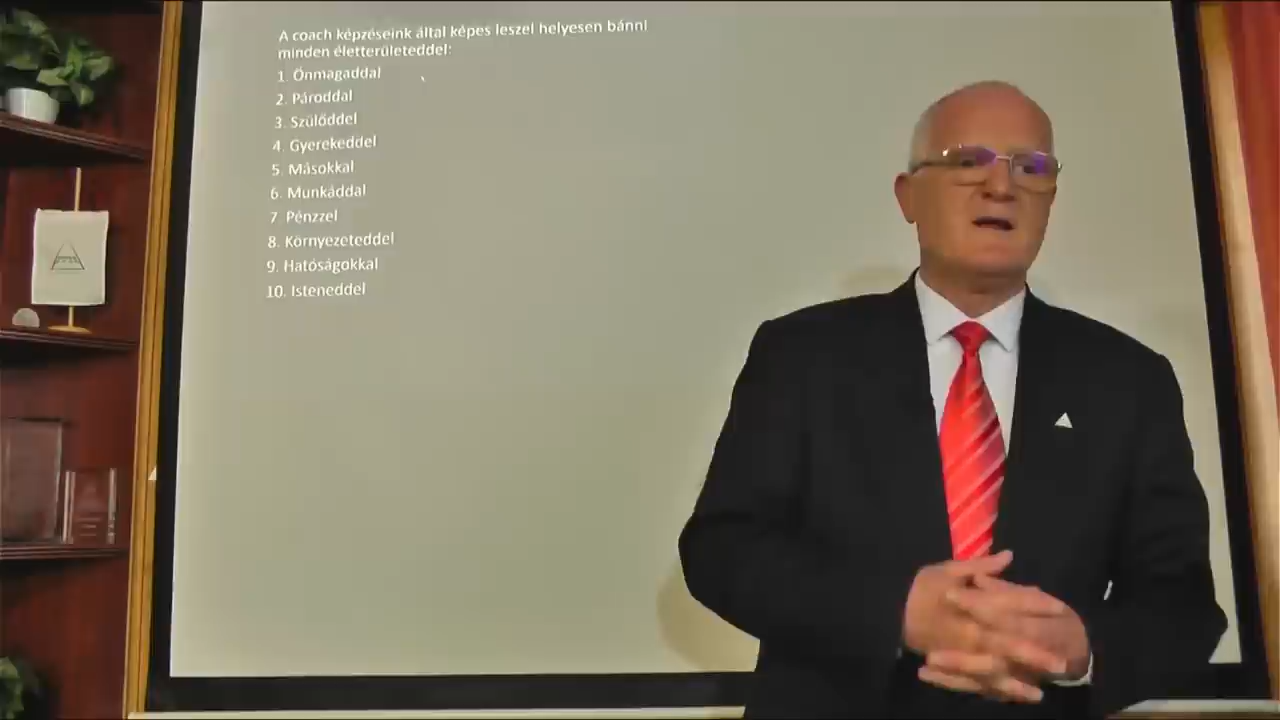 A coach képzéseink által képes leszel helyesen bánni
minden életterületeddel:
1. Önmagaddal
2. Pároddal
3. Szülőddel
4. Gyerekeddel
5. Másokkal
6. Munkáddal
7. Pénzzel
8. Környezeteddel
9. Hatóságokkal
10. Isteneddel